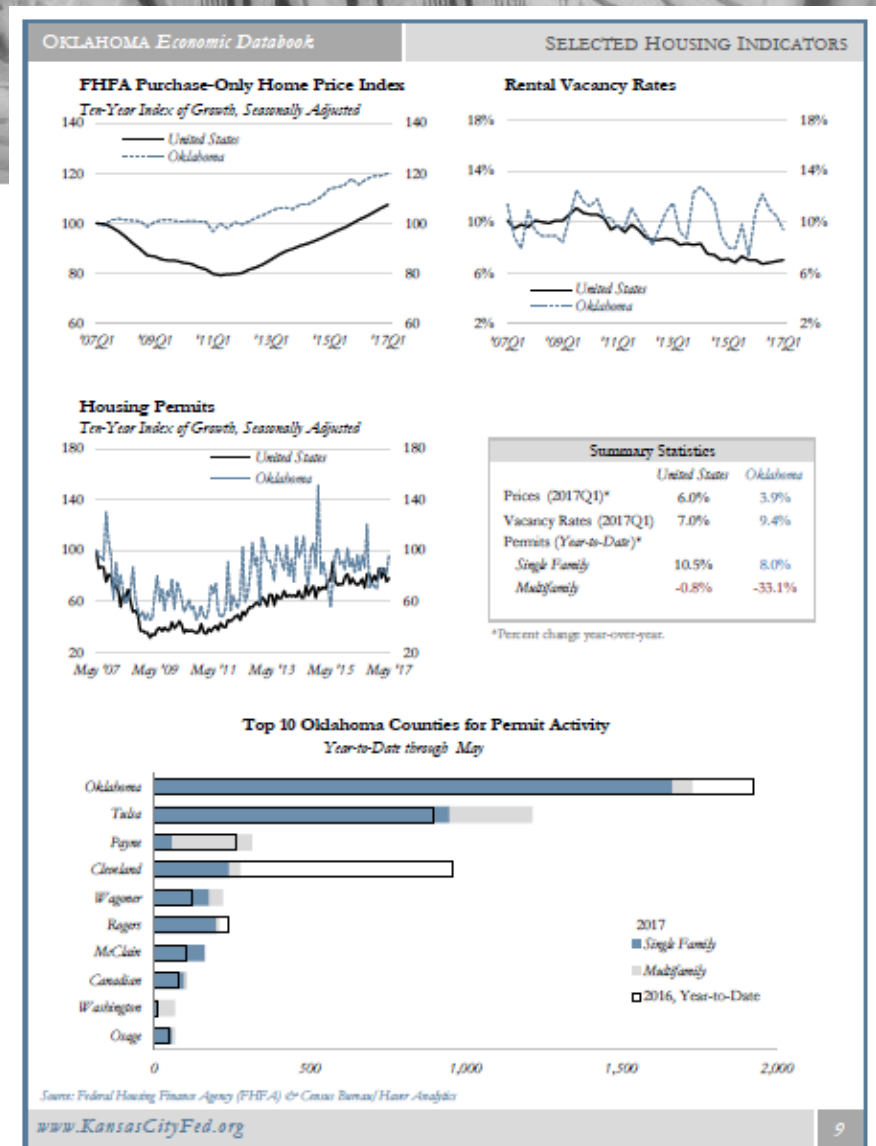 OKLAHOMA Economic Databook
SELECTED HOUSING INDICATORS
FHFA Purchase-Only Home Price Index
Ten-Year Index of Growth, Seasonally Adjusted
140 140
United States
Oklahoma
120 120
100 100
80 80
60 60
'07Q1 '09Q1 '11Q1 '13Q1 '15Q1 '17Q1
Rental Vacancy Rates
18% 18%
14% 14%
10% 10%
6% 6%
United States
Oklahoma
2% 2%
'07Q1 '09Q1 '11Q1 '13Q1 '15Q1 '17Q1
Housing Permits
Ten-Year Index of Growth, Seasonally Adjusted
180 180
United States
Oklahoma
140 140
100 100
60 60
20 20
May '07 May '09 May '11 May '13 May '15 May '17
Summary Statistics
United States Oklahoma
Prices (2017Q1)* 6.0% 3.9%
Vacancy Rates (2017Q1) 7.0% 9.4%
Permits (Year-to-Date)*
Single Family 10.5% 8.0%
Multifamily -0.8% -33.1%
*Percent change year-over-year.
Top 10 Oklahoma Counties for Permit Activity
Year-to-Date through May
Oklahoma
Tulsa
Payne
Cleveland
Wagoner
Rogers
McClain
Canadian
Washington
Osage
2017
Single Family
Multifamily
2016, Year-to-Date
0 500 1,000 1,500 2,000
Source: Federal Housing Finance Agency (FHFA) & Census Bureau/Haver Analytics
www.KansasCityFed.org
9